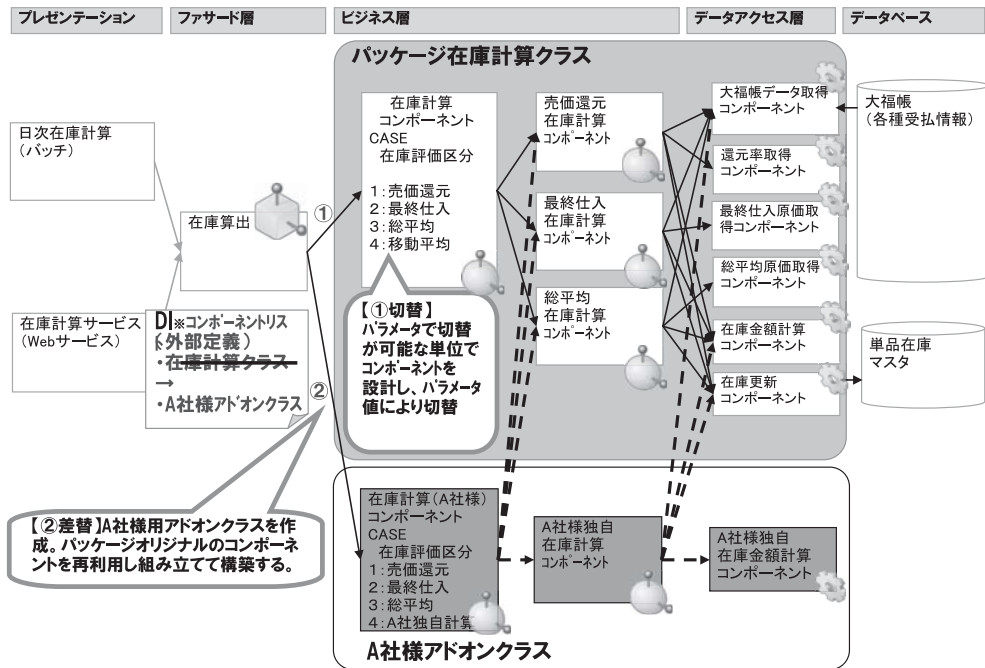 プレゼンテーション
ファサード層
ビジネス層
データアクセス層
データベース
パッケージ在庫計算クラス
日次在庫計算
(バッチ)
在庫計算サービス
(Webサービス)
在庫算出
①
DI※コンポーネントリス
ト(外部定義)
・在庫計算クラス
→
・A社様アドオンクラス
②
在庫計算
コンポーネント
CASE
在庫評価区分
1:売価還元
2:最終仕入
3:総平均
4:移動平均
【①切替】
パラメータで切替
が可能な単位で
コンポーネントを
設計し、パラメータ
値により切替
売価還元
在庫計算
コンポーネント
最終仕入
在庫計算
コンポーネント
総平均
在庫計算
コンポーネント
大福帳データ取得
コンポーネント
還元率取得
コンポーネント
最終仕入原価取
得コンポーネント
総平均原価取得
コンポーネント
在庫金額計算
コンポーネント
在庫更新
コンポーネント
大福帳
(各種受払情報)
単品在庫
マスタ
【②差替】A社様用アドオンクラスを作
成。パッケージオリジナルのコンポーネ
ントを再利用し組み立てて構築する。
在庫計算(A社様)
コンポーネント
CASE
在庫評価区分
1:売価還元
2:最終仕入
3:総平均
4:A社独自計算
A社様独自
在庫計算
コンポーネント
A社様独自
在庫金額計算
コンポーネント
A社様アドオンクラス